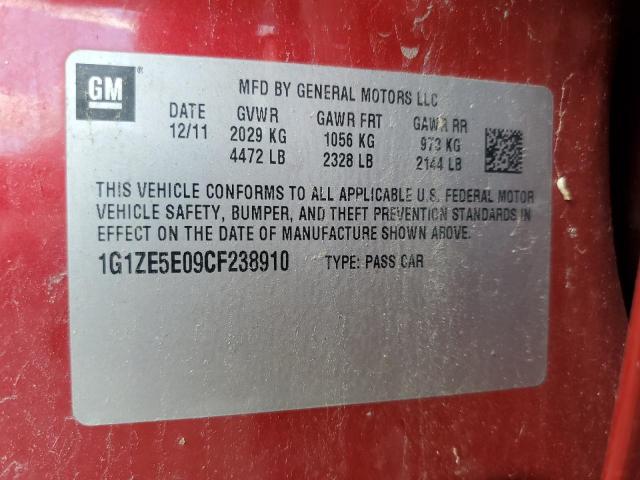 GM®
MFD BY GENERAL MOTORS LLC
DATE GVWR GAWR FRT GAWR RR
12/11 2029 KG 1056 KG 973 KG
4472 LB 2328 LB 2144 LB
THIS VEHICLE CONFORMS TO ALL APPLICABLE U.S. FEDERAL MOTOR
VEHICLE SAFETY, BUMPER, AND THEFT PREVENTION STANDARDS IN
EFFECT ON THE DATE OF MANUFACTURE SHOWN ABOVE.
1G1ZE5E09CF238910 TYPE: PASS CAR